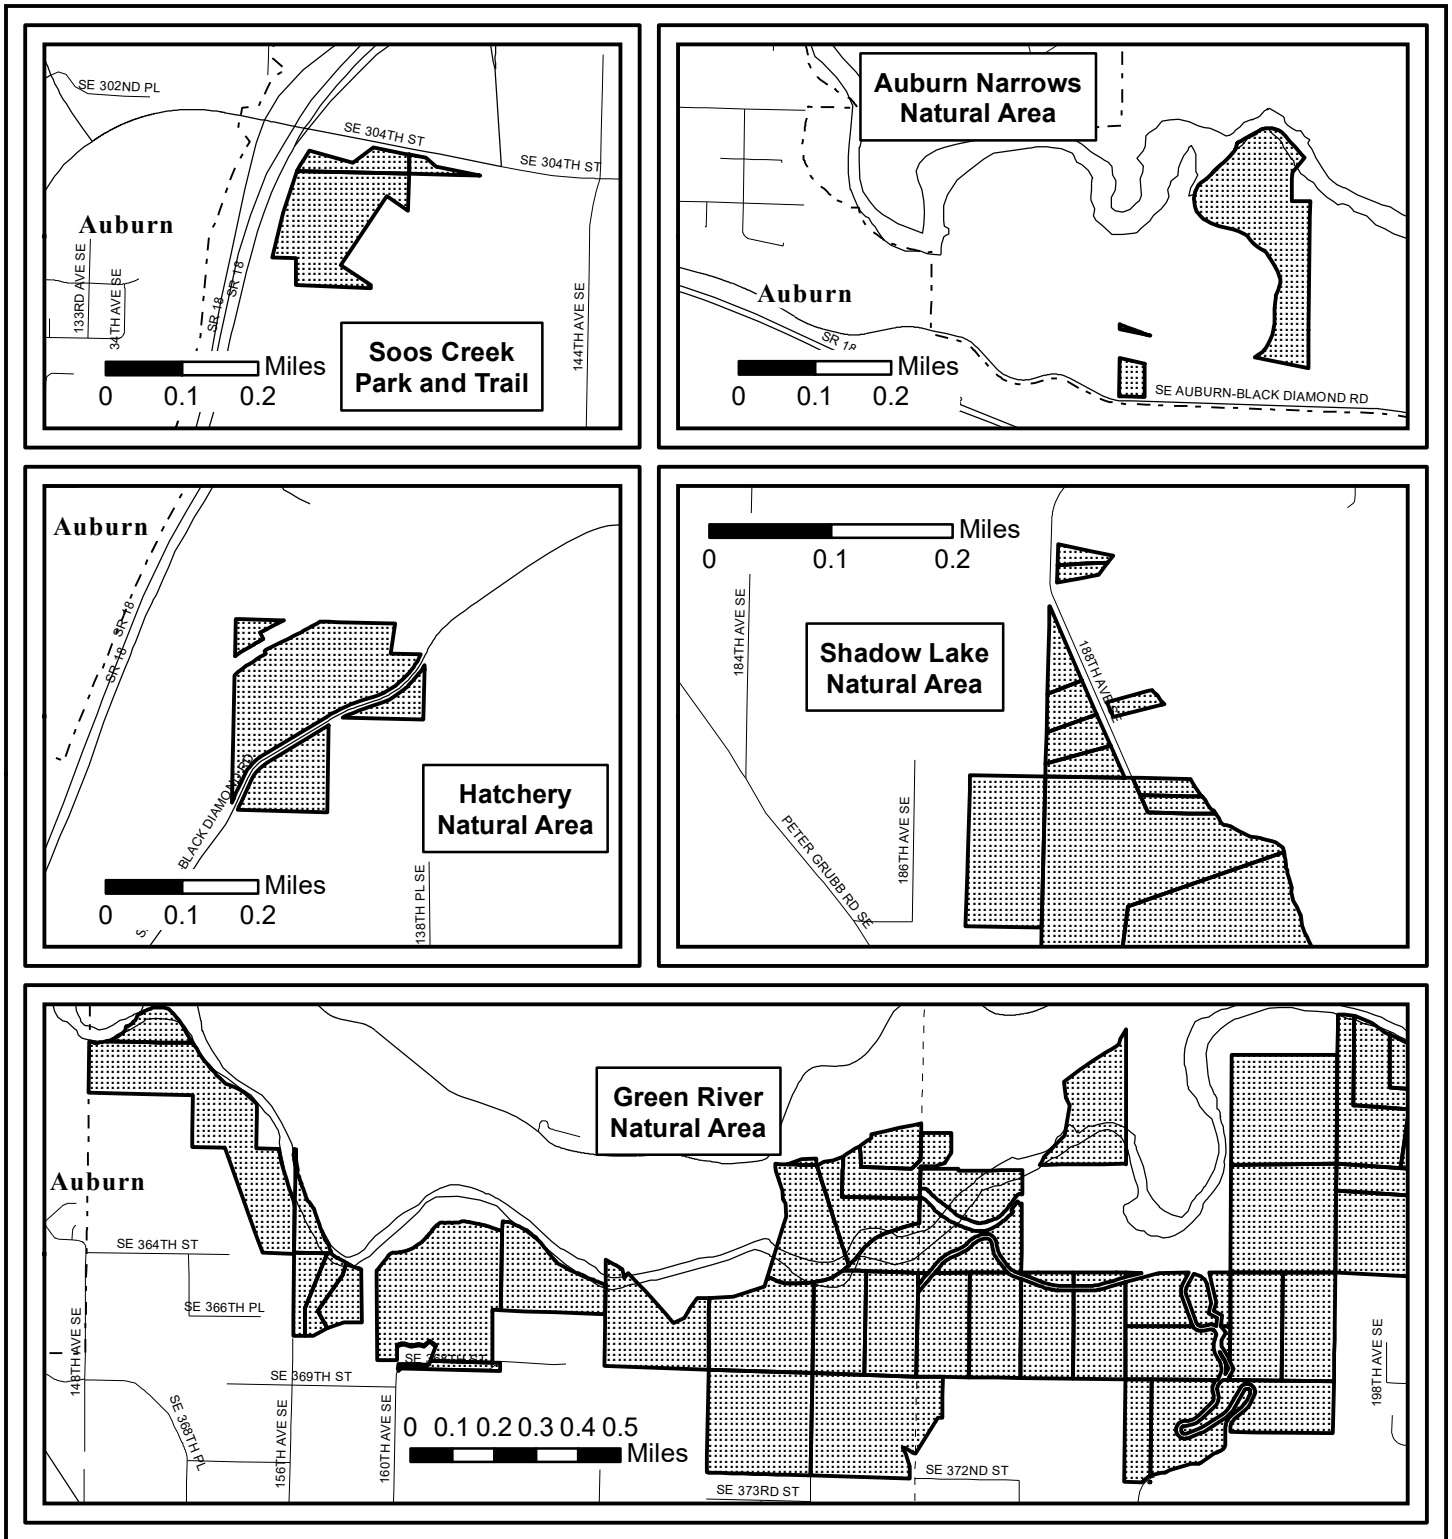 SE 302ND PL
SE 304TH ST
SE 304TH ST
Auburn
133RD AVE SE
34TH AVE SE
SR 18
SR 18
144TH AVE SE
Soos Creek
Park and Trail
Miles
0 0.1 0.2
Auburn Narrows
Natural Area
Auburn
SR 18
Miles
0 0.1 0.2
SE AUBURN-BLACK DIAMOND RD
Auburn
SR 18
SR 18
BLACK DIAMOND RD
Hatchery
Natural Area
138TH PL SE
Miles
0 0.1 0.2
S
Miles
0 0.1 0.2
184TH AVE SE
Shadow Lake
Natural Area
188TH AVE SE
186TH AVE SE
PETER GRUBB RD SE
Green River
Natural Area
Auburn
SE 364TH ST
SE 366TH PL
148TH AVE SE
SE 368TH ST
SE 369TH ST
SE 368TH PL
156TH AVE SE
160TH AVE SE
198TH AVE SE
0 0.1 0.2 0.3 0.4 0.5
Miles
SE 372ND ST
SE 373RD ST